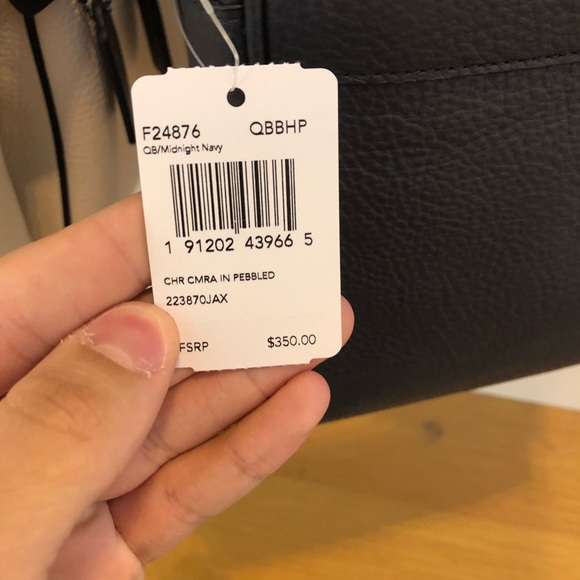 F24876 QBBHP
QB/Midnight Navy
1 91202 43966 5
CHR CMRA IN PEBBLED
223870JAX
FSRP $350.00